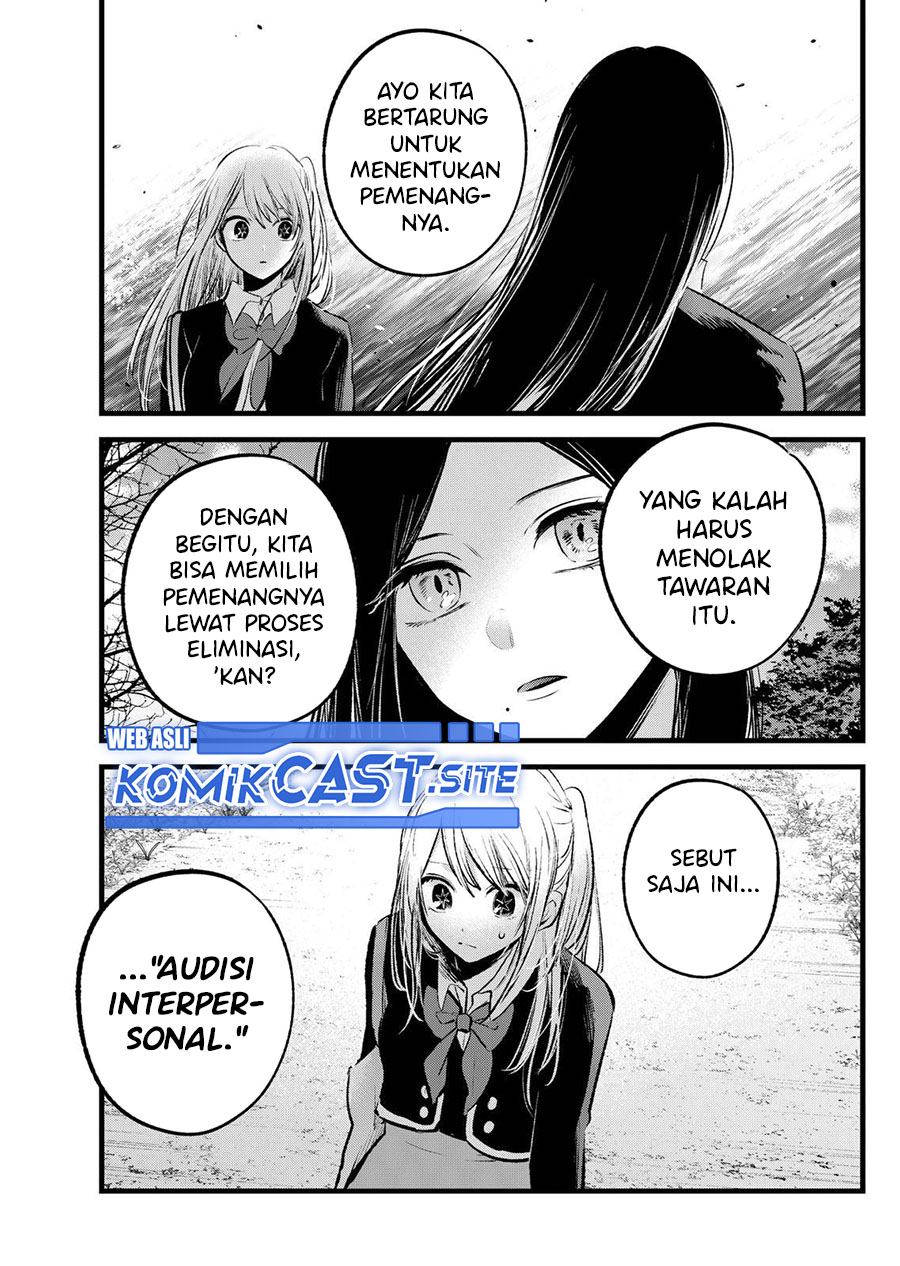 AYO KITA
BERTARUNG
UNTUK
MENENTUKAN
PEMENANG-
NYA.
YANG KALAH
HARUS
MENOLAK
TAWARAN
ITU.
DENGAN
BEGITU, KITA
BISA MEMILIH
PEMENANGNYA
LEWAT PROSES
ELIMINASI,
'KAN?
WEB ASLI
KOMIKCAST.SITE
SEBUT
SAJA INI...
..."AUDISI
INTERPER-
SONAL."